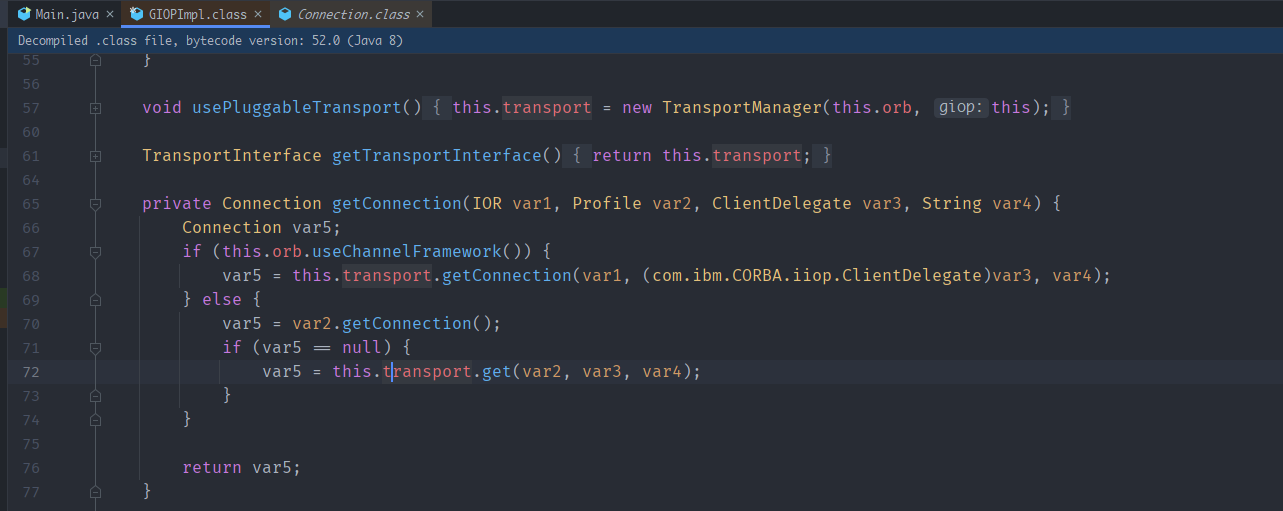 Main.java × GIOPImpl.class × Connection.class ×
Decompiled .class file, bytecode version: 52.0 (Java 8)
55 }
56
57 void usePluggableTransport() { this.transport = new TransportManager(this.orb, giop: this); }
60
61 TransportInterface getTransportInterface() { return this.transport; }
64
65 private Connection getConnection(IOR var1, Profile var2, ClientDelegate var3, String var4) {
66 Connection var5;
67 if (this.orb.useChannelFramework()) {
68 var5 = this.transport.getConnection(var1, (com.ibm.CORBA.iiop.ClientDelegate)var3, var4);
69 } else {
70 var5 = var2.getConnection();
71 if (var5 == null) {
72 var5 = this.transport.get(var2, var3, var4);
73 }
74 }
75
76 return var5;
77 }